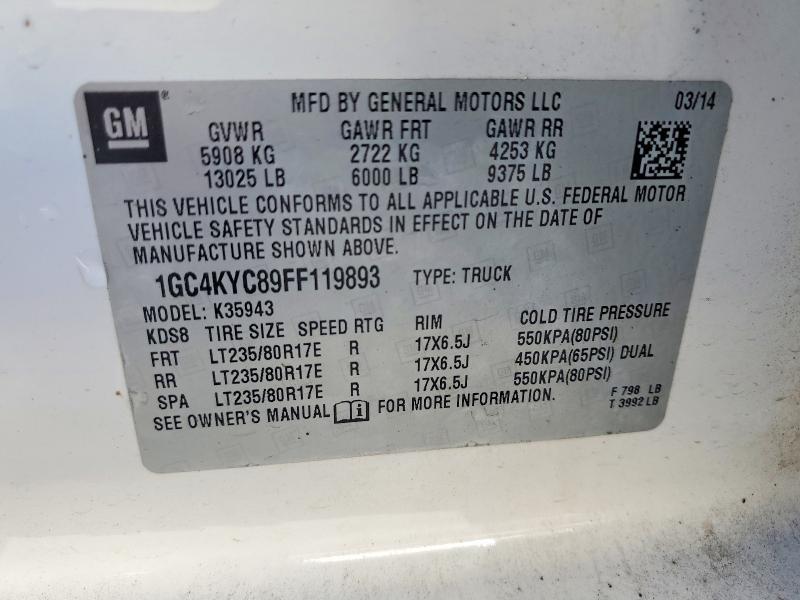 GM ® MFD BY GENERAL MOTORS LLC 03/14
GVWR GAWR FRT GAWR RR
5908 KG 2722 KG 4253 KG
13025 LB 6000 LB 9375 LB
THIS VEHICLE CONFORMS TO ALL APPLICABLE U.S. FEDERAL MOTOR
VEHICLE SAFETY STANDARDS IN EFFECT ON THE DATE OF
MANUFACTURE SHOWN ABOVE.
1GC4KYC89FF119893 TYPE: TRUCK
MODEL: K35943
KDS8 TIRE SIZE SPEED RTG RIM COLD TIRE PRESSURE
FRT LT235/80R17E R 17X6.5J 550KPA(80PSI)
RR LT235/80R17E R 17X6.5J 450KPA(65PSI) DUAL
SPA LT235/80R17E R 17X6.5J 550KPA(80PSI)
SEE OWNER'S MANUAL i FOR MORE INFORMATION.
F 798 LB
T 3992 LB